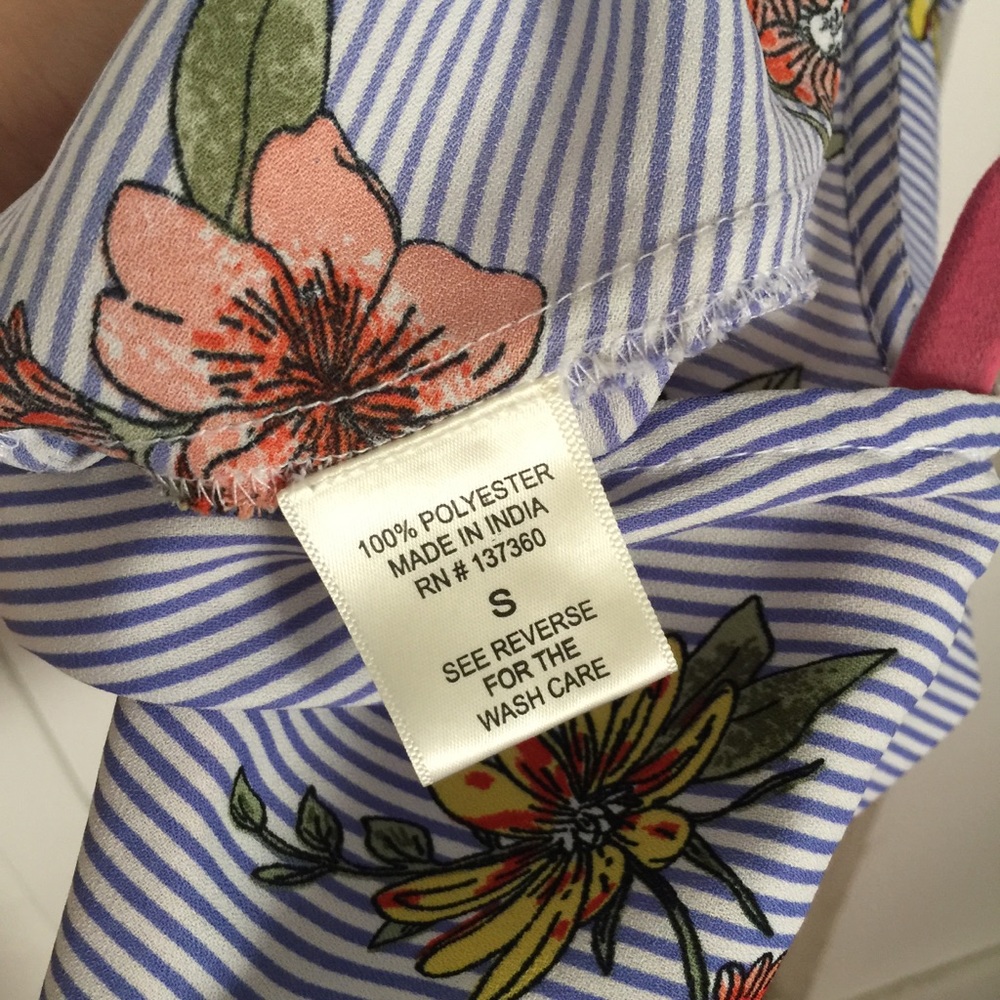 100% POLYESTER
MADE IN INDIA
RN # 137360
S
SEE REVERSE
FOR THE
WASH CARE